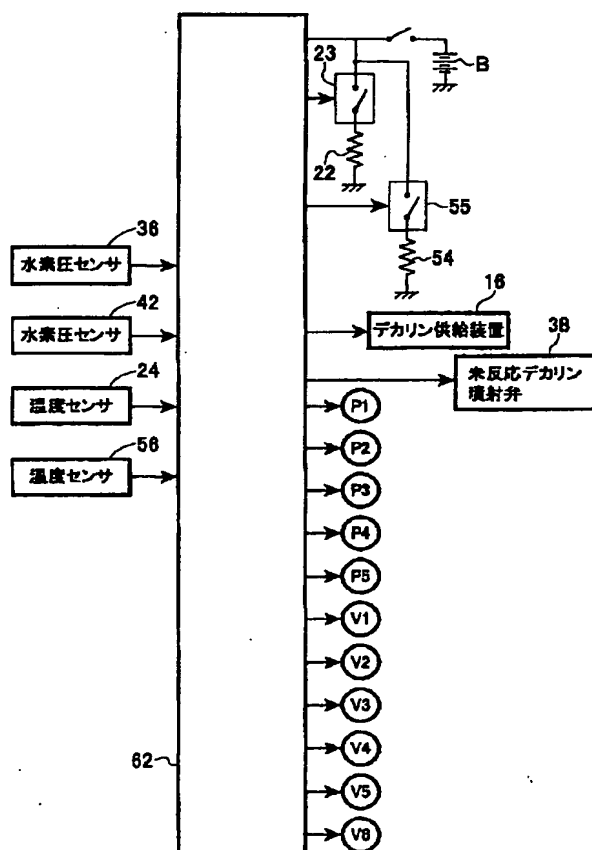 23
B
22
55
54
36
水素圧センサ
42
水素圧センサ
24
温度センサ
56
温度センサ
16
デカリン供給装置
38
未反応デカリン
噴射弁
P1
P2
P3
P4
P5
V1
V2
V3
V4
V5
V6
62